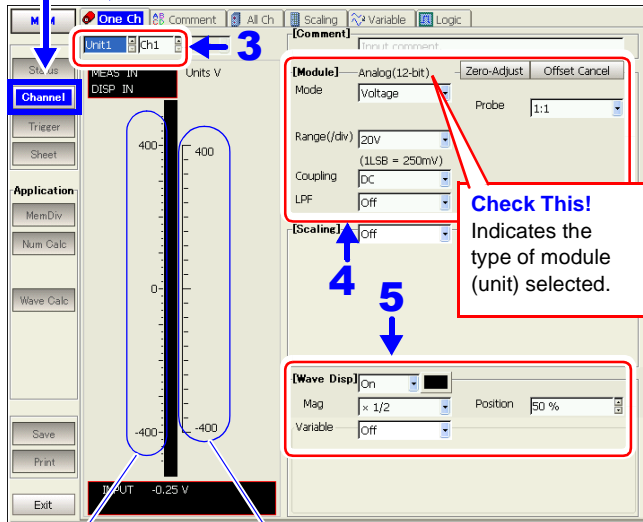 One Ch
Comment
All Ch
Scaling
Variable
Logic
Unit1
Ch1
3
[Comment]
Input comment
Status
Channel
Trigger
Sheet
Application
MemDiv
Num Calc
Wave Calc
Save
Print
Exit
MEAS IN
DISP IN
Units V
400
400
0
-400
-400
INPUT -0.25 V
[Module] Analog(12-bit) Zero-Adjust Offset Cancel
Mode Voltage
Probe 1:1
Range(/div) 20V
(1LSB = 250mV)
Coupling DC
LPF Off
[Scaling] Off
4
Check This!
Indicates the
type of module
(unit) selected.
5
[Wave Disp] On
Mag × 1/2
Position 50 %
Variable Off